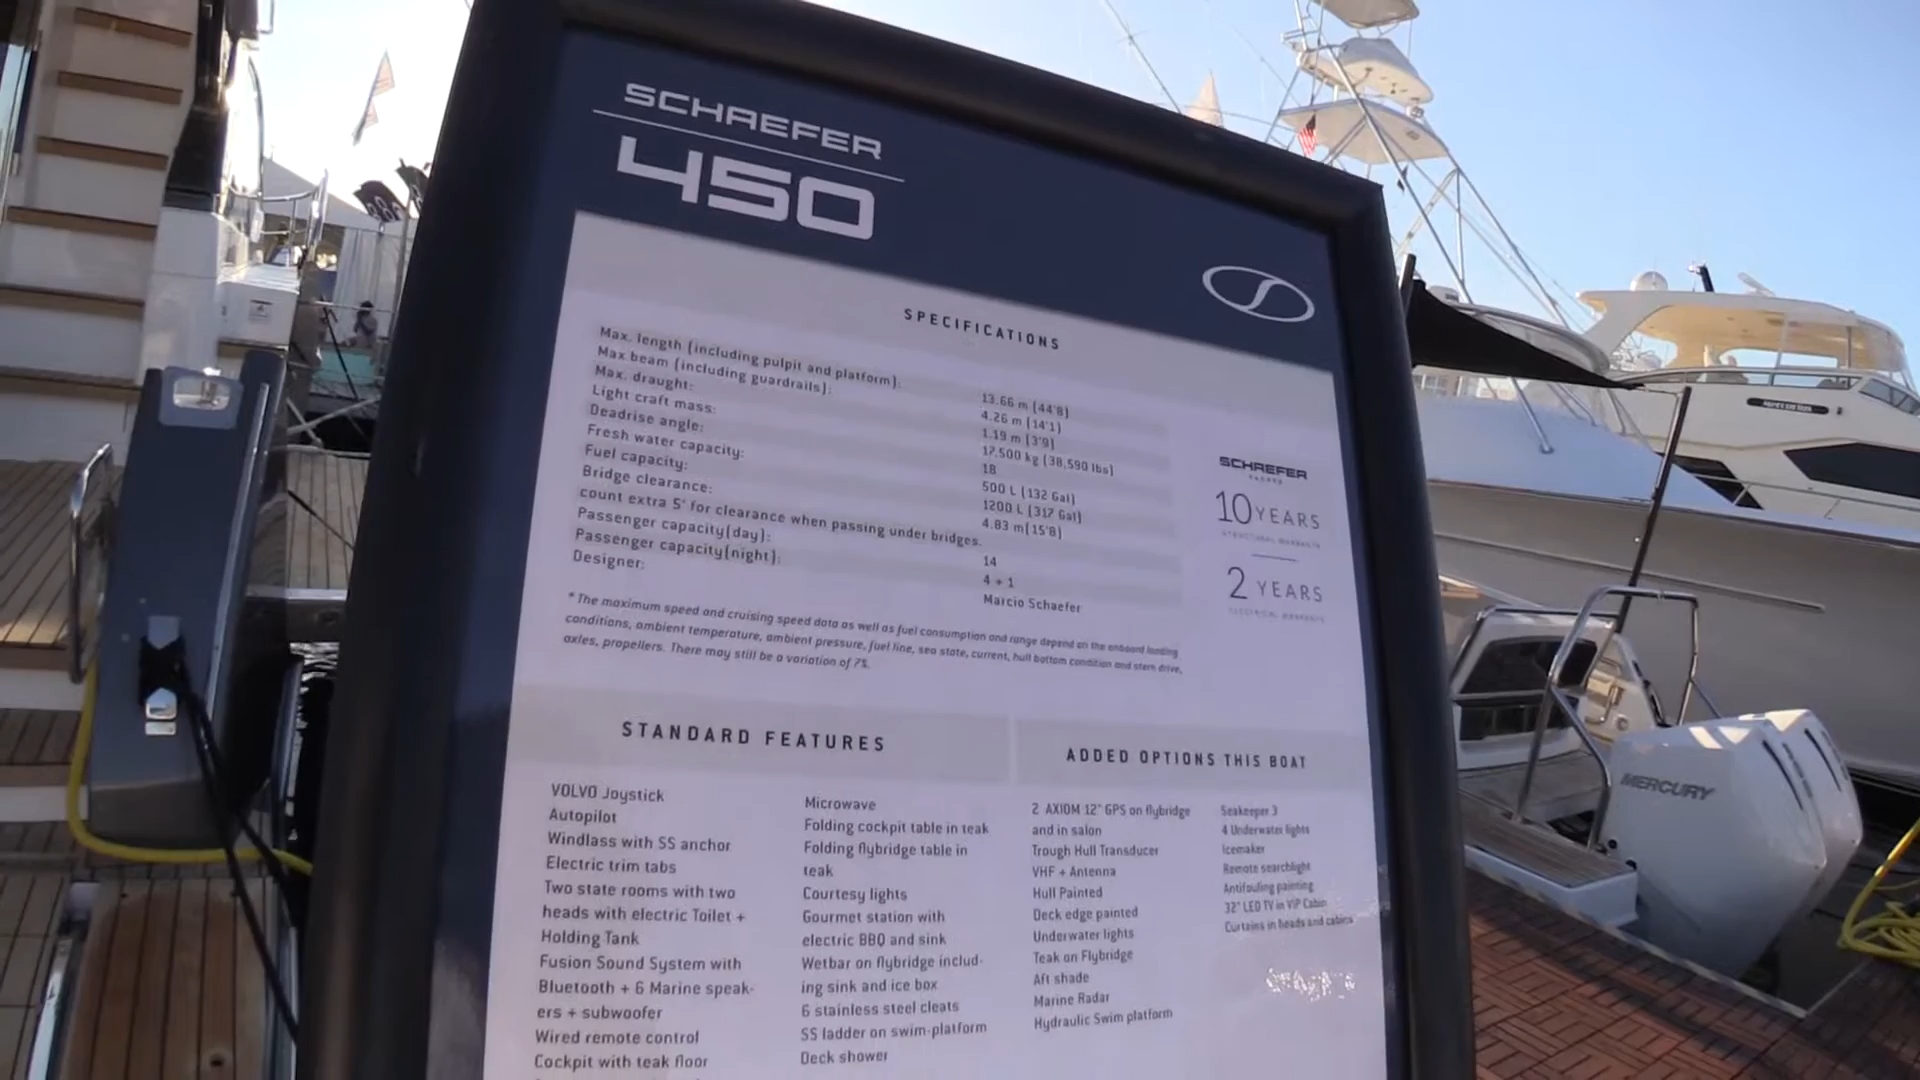 SCHAEFER
450
SPECIFICATIONS
Max. length (including pulpit and platform): 13.66 m (44'8)
Max beam (including guardrails): 4.26 m (14'1)
Max. draught: 1.19 m (3'9)
Light craft mass: 17,500 kg (38,590 lbs)
Deadrise angle: 18
Fresh water capacity: 500 L (132 Gal)
Fuel capacity: 1200 L (317 Gal)
Bridge clearance: 4.83 m(15'8)
count extra 5' for clearance when passing under bridges.
Passenger capacity(day): 14
Passenger capacity(night): 4 + 1
Designer: Marcio Schaefer
* The maximum speed and cruising speed data as well as fuel consumption and range depend on the onboard loading
conditions, ambient temperature, ambient pressure, fuel line, sea state, current, hull bottom condition and stern drive,
axles, propellers. There may still be a variation of 7%.
SCHAEFER
YACHTS
10 YEARS
STRUCTURAL WARRANTY
2 YEARS
ELECTRICAL WARRANTY
STANDARD FEATURES
VOLVO Joystick
Autopilot
Windlass with SS anchor
Electric trim tabs
Two state rooms with two
heads with electric Toilet +
Holding Tank
Fusion Sound System with
Bluetooth + 6 Marine speak-
ers + subwoofer
Wired remote control
Cockpit with teak floor
Microwave
Folding cockpit table in teak
Folding flybridge table in
teak
Courtesy lights
Gourmet station with
electric BBQ and sink
Wetbar on flybridge includ-
ing sink and ice box
6 stainless steel cleats
SS ladder on swim-platform
Deck shower
ADDED OPTIONS THIS BOAT
2 AXIOM 12" GPS on flybridge
and in salon
Trough Hull Transducer
VHF + Antenna
Hull Painted
Deck edge painted
Underwater lights
Teak on Flybridge
Aft shade
Marine Radar
Hydraulic Swim platform
Seakeeper 3
4 Underwater lights
Icemaker
Remote searchlight
Antifouling painting
32" LED TV in VIP Cabin
Curtains in heads and cabins
MERCURY